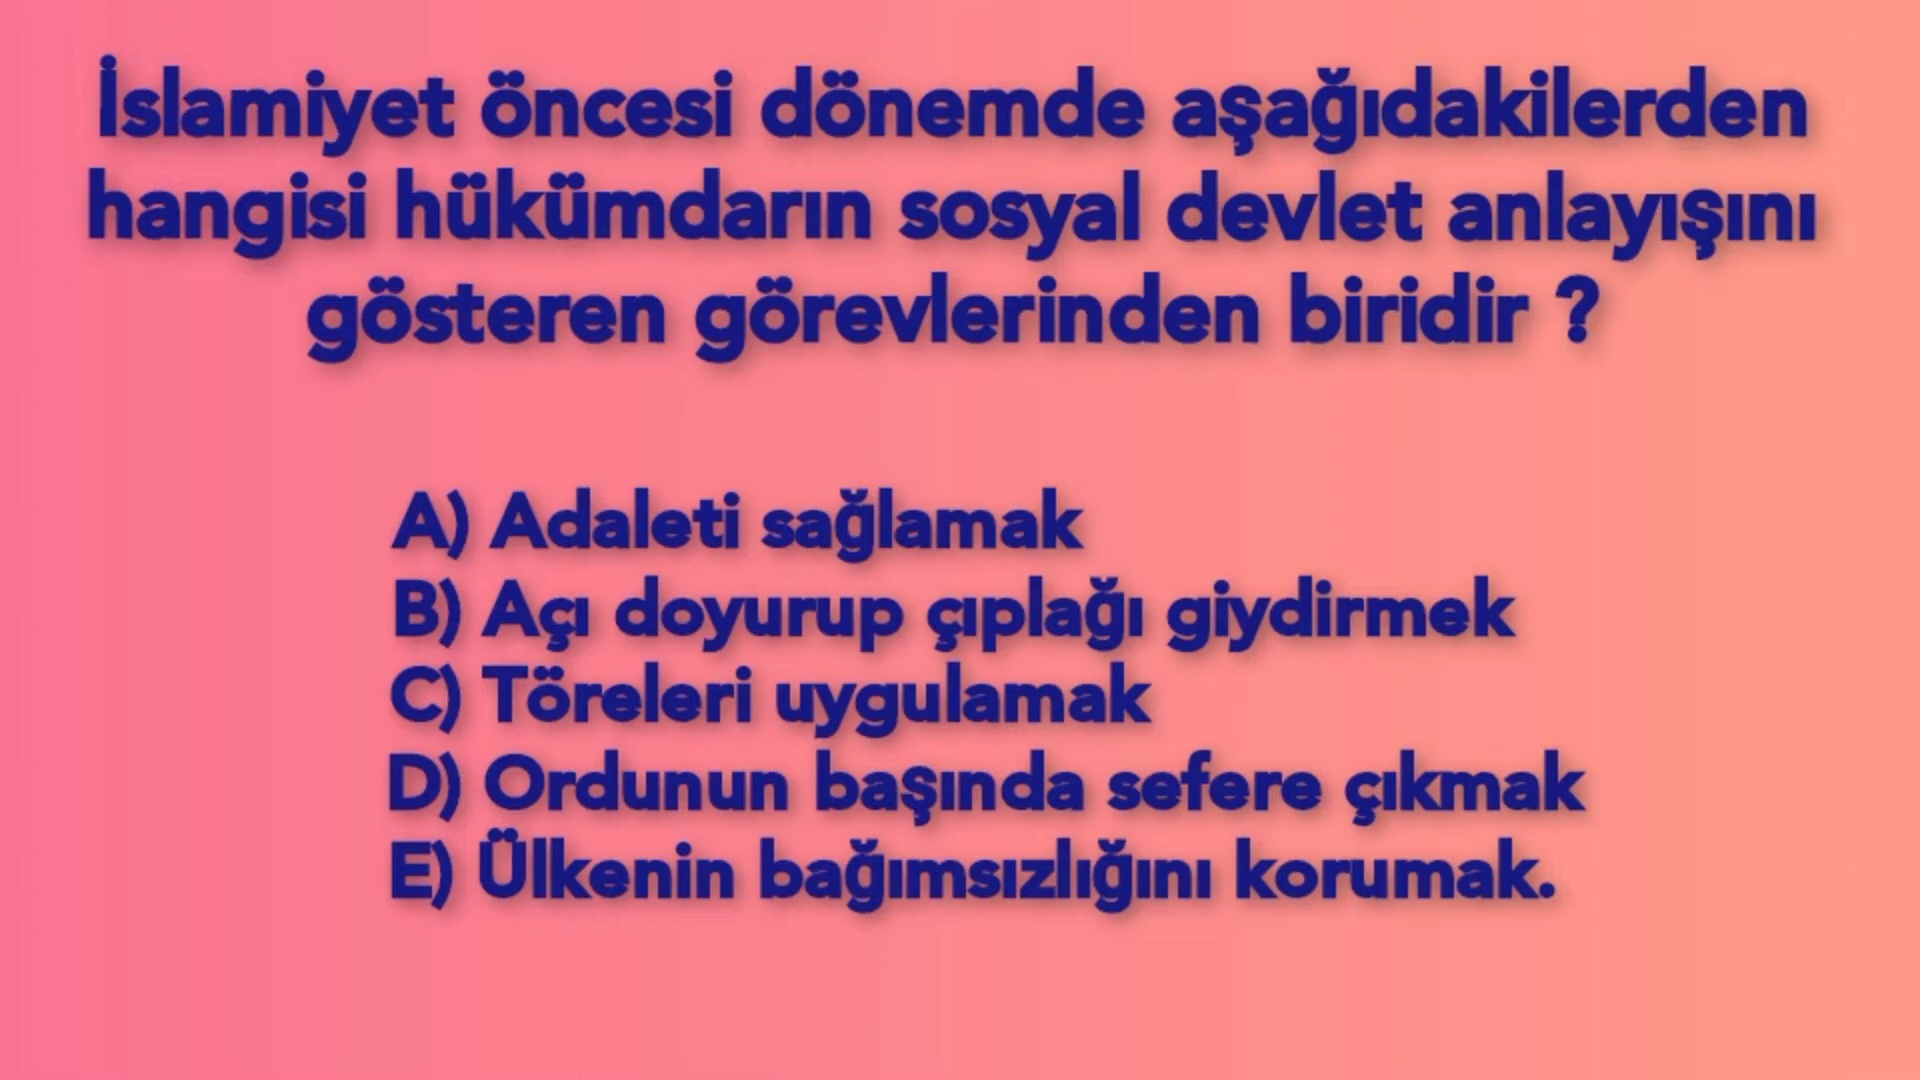 İslamiyet öncesi dönemde aşağıdakilerden
hangisi hükümdarın sosyal devlet anlayışını
gösteren görevlerinden biridir ?
A) Adaleti sağlamak
B) Açı doyurup çıplağı giydirmek
C) Töreleri uygulamak
D) Ordunun başında sefere çıkmak
E) Ülkenin bağımsızlığını korumak.